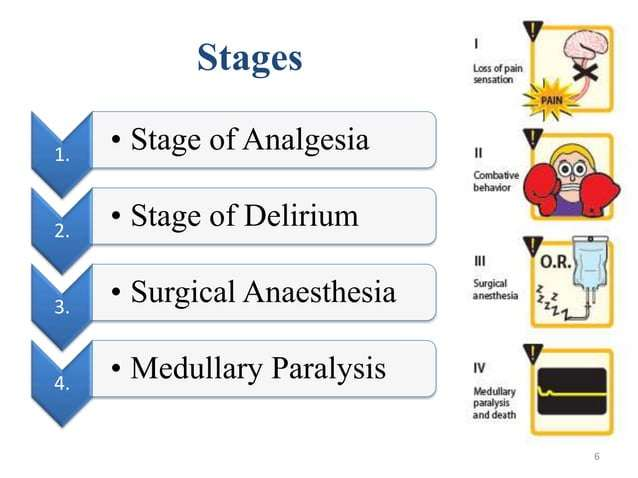 Stages
1.
• Stage of Analgesia
2.
• Stage of Delirium
3.
• Surgical Anaesthesia
4.
• Medullary Paralysis
I
Loss of pain
sensation
PAIN
II
Combative
behavior
III
Surgical
anesthesia
O.R.
z z z z z
IV
Medullary
paralysis
and death
6